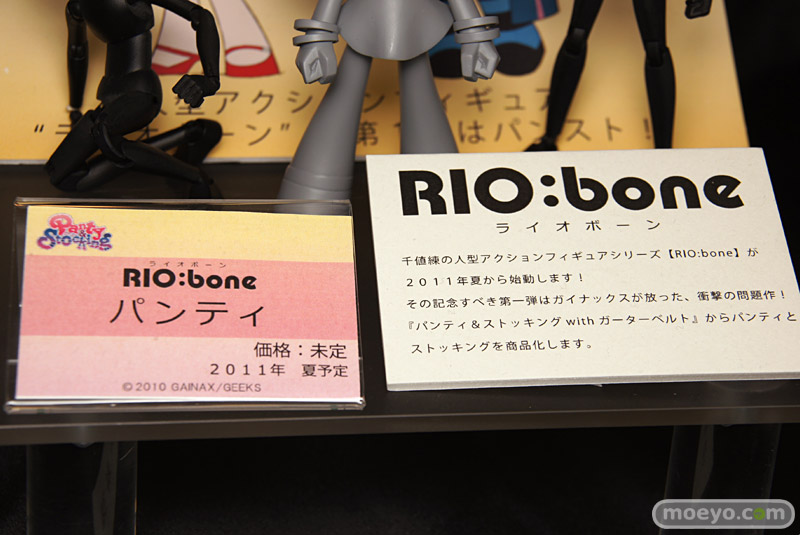 型アクションフィギュア
はパンスト!
RIO:bone
ライオボーン
千値練の人型アクションフィギュアシリーズ【RIO:bone】が
2011年夏から始動します!
その記念すべき第一弾はガイナックスが放った、衝撃の問題作!
『パンティ&ストッキング with ガーターベルト』からパンティと
ストッキングを商品化します。
Panty
& Stocking
ライオボーン
RIO:bone
パンティ
価格:未定
2011年 夏予定
©2010 GAINAX/GEEKS
moeyo.com